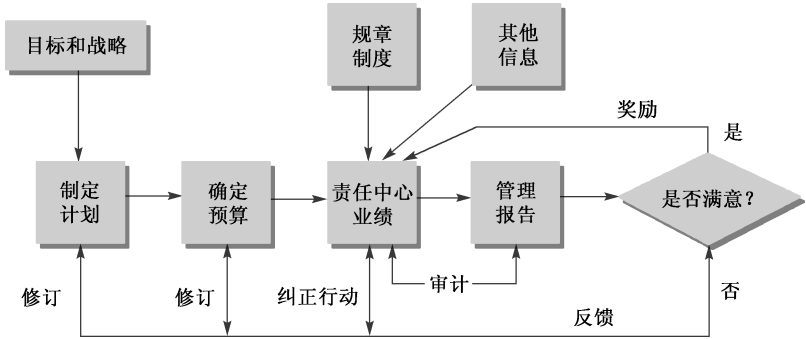 目标和战略
规章
制度
其他
信息
奖励
是
制定
计划
确定
预算
责任中心
业绩
管理
报告
是否满意？
修订
修订
纠正行动
审计
反馈
否